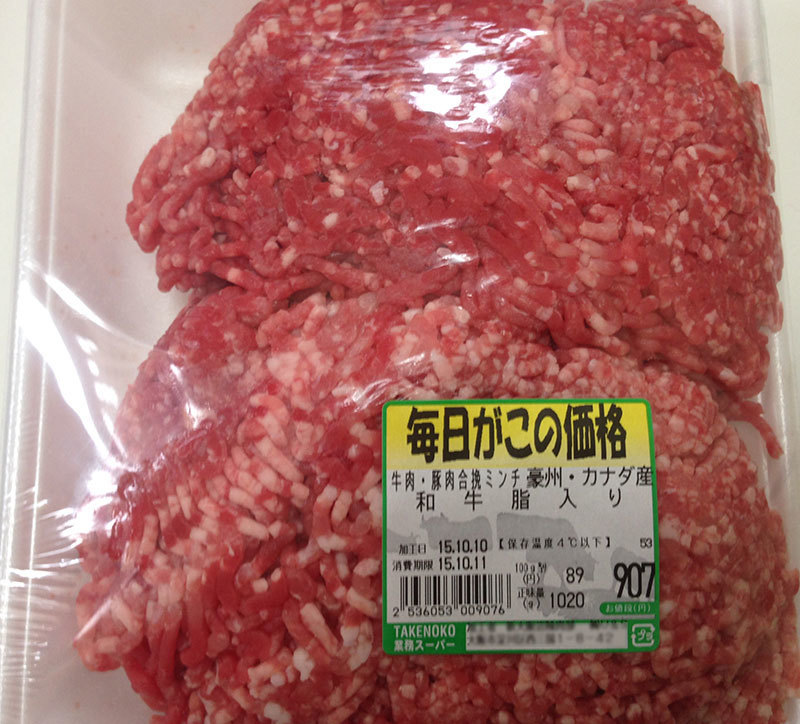 毎日がこの価格
牛肉・豚肉合挽ミンチ 豪州・カナダ産
和牛脂入り
加工日 15.10.10 【保存温度4℃以下】 53
消費期限 15.10.11
100g当り(円) 89
正味量(g) 1020
907
お値段(円)
2 536053 009076
TAKENOKO
業務スーパー
プラ